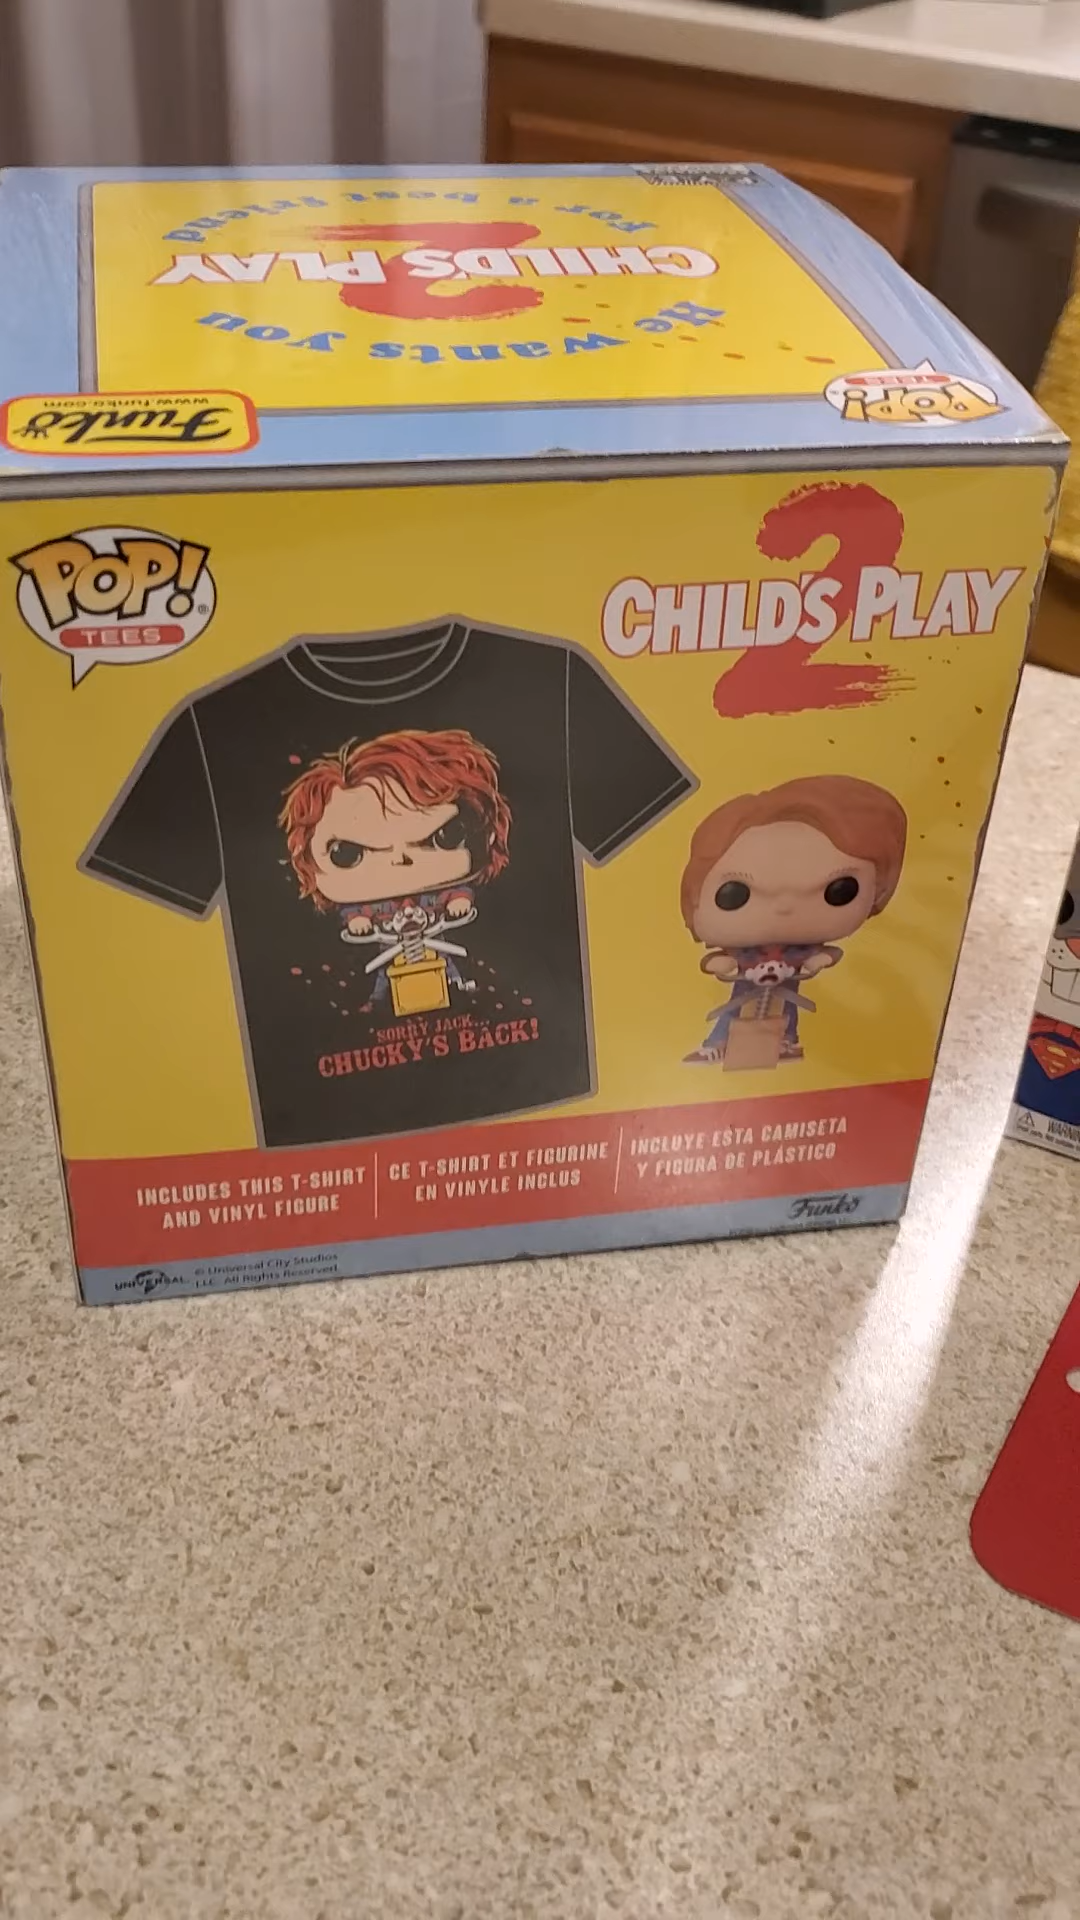 For a best friend
CHILD'S PLAY
2
He wants you
Funko
www.funko.com
POP!
TEES
POP!
TEES
2
CHILD'S PLAY
"SORRY JACK...
CHUCKY'S BACK!
INCLUDES THIS T-SHIRT
AND VINYL FIGURE
CE T-SHIRT ET FIGURINE
EN VINYLE INCLUS
INCLUYE ESTA CAMISETA
Y FIGURA DE PLÁSTICO
Funko
UNIVERSAL
© Universal City Studios
LLC. All Rights Reserved.